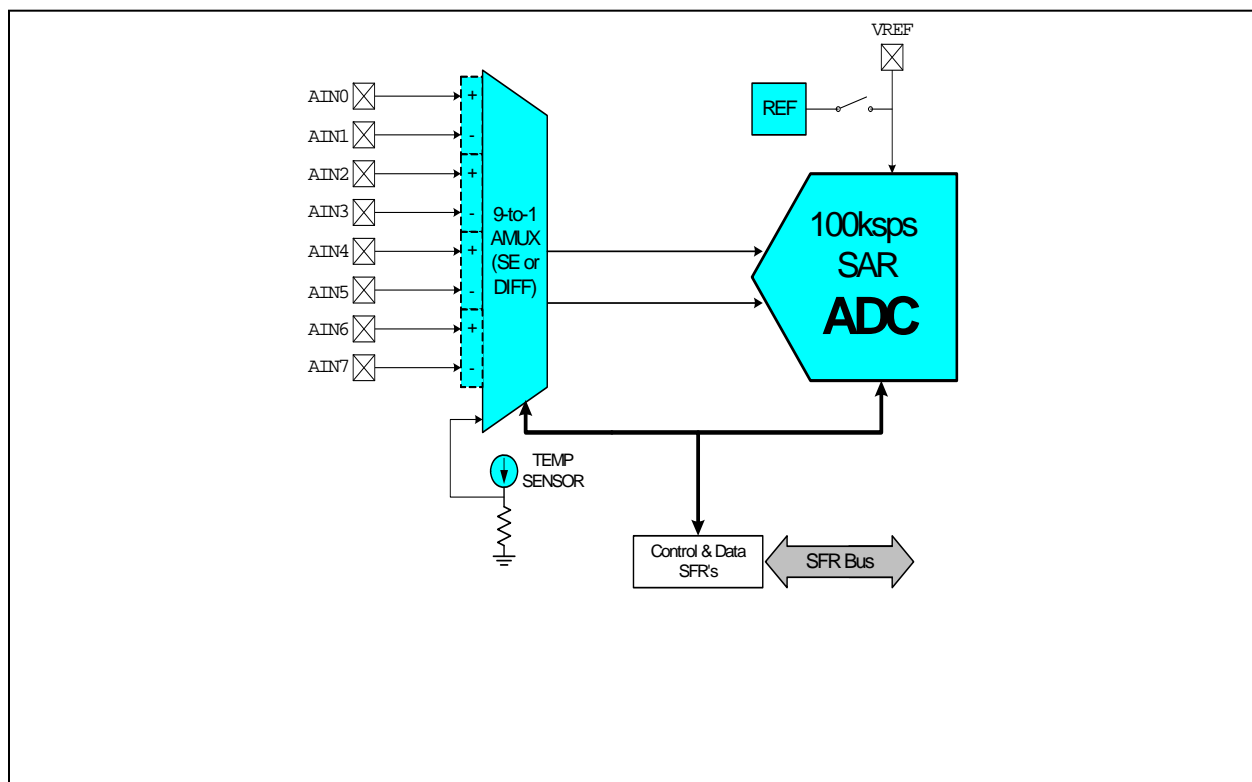 VREF
AIN0
+
REF
AIN1
-
AIN2
+
AIN3
-
9-to-1
AMUX
(SE or
DIFF)
100ksps
SAR
ADC
AIN4
+
AIN5
-
AIN6
+
AIN7
-
TEMP
SENSOR
Control & Data
SFR's
SFR Bus